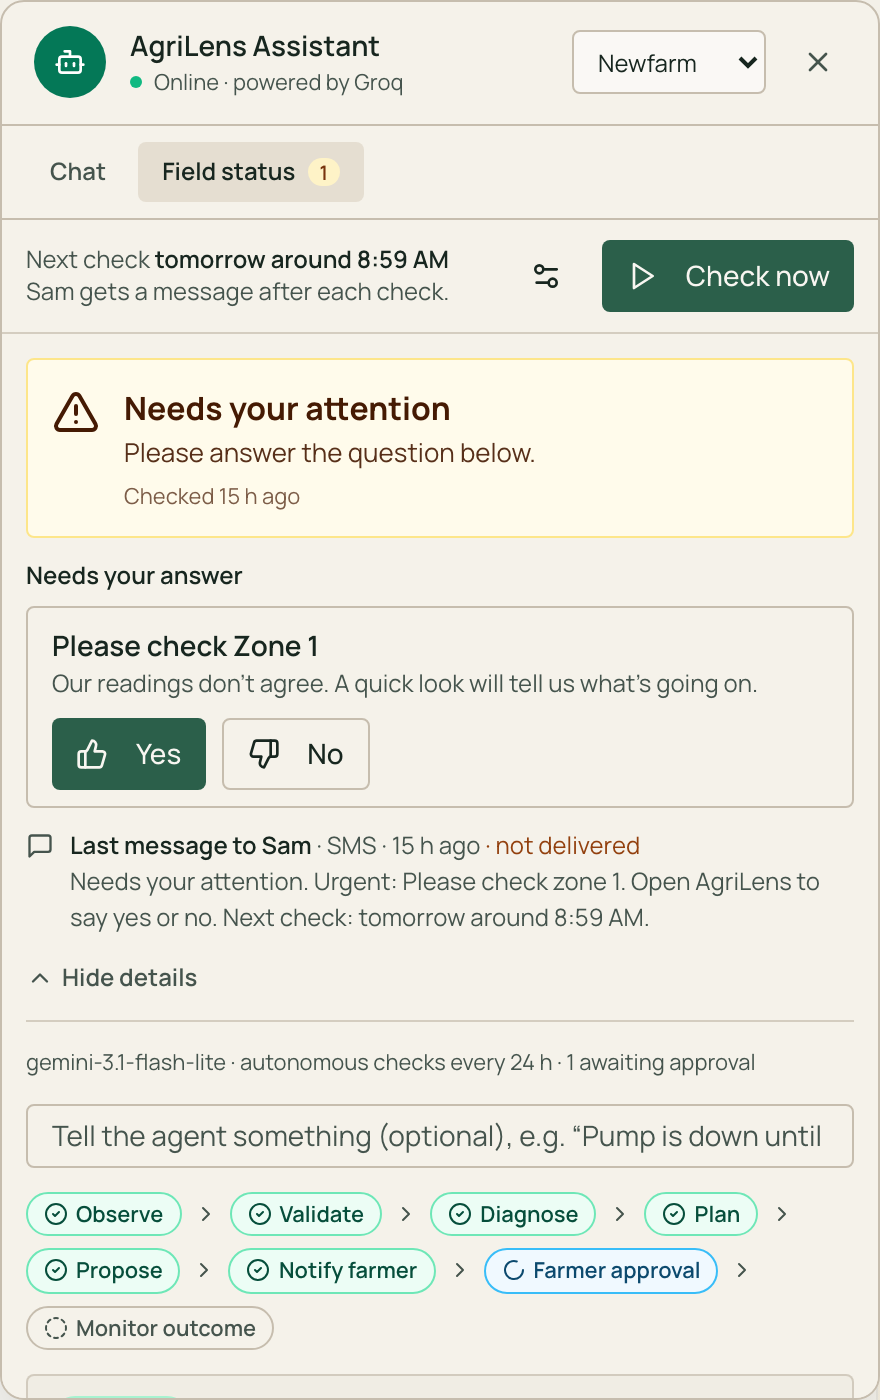 AgriLens Assistant
Online · powered by Groq
Newfarm
Chat
Field status 1
Next check tomorrow around 8:59 AM
Sam gets a message after each check.
Check now
Needs your attention
Please answer the question below.
Checked 15 h ago
Needs your answer
Please check Zone 1
Our readings don't agree. A quick look will tell us what's going on.
Yes
No
Last message to Sam · SMS · 15 h ago · not delivered
Needs your attention. Urgent: Please check zone 1. Open AgriLens to
say yes or no. Next check: tomorrow around 8:59 AM.
Hide details
gemini-3.1-flash-lite · autonomous checks every 24 h · 1 awaiting approval
Tell the agent something (optional), e.g. “Pump is down until
Observe
Validate
Diagnose
Plan
Propose
Notify farmer
Farmer approval
Monitor outcome